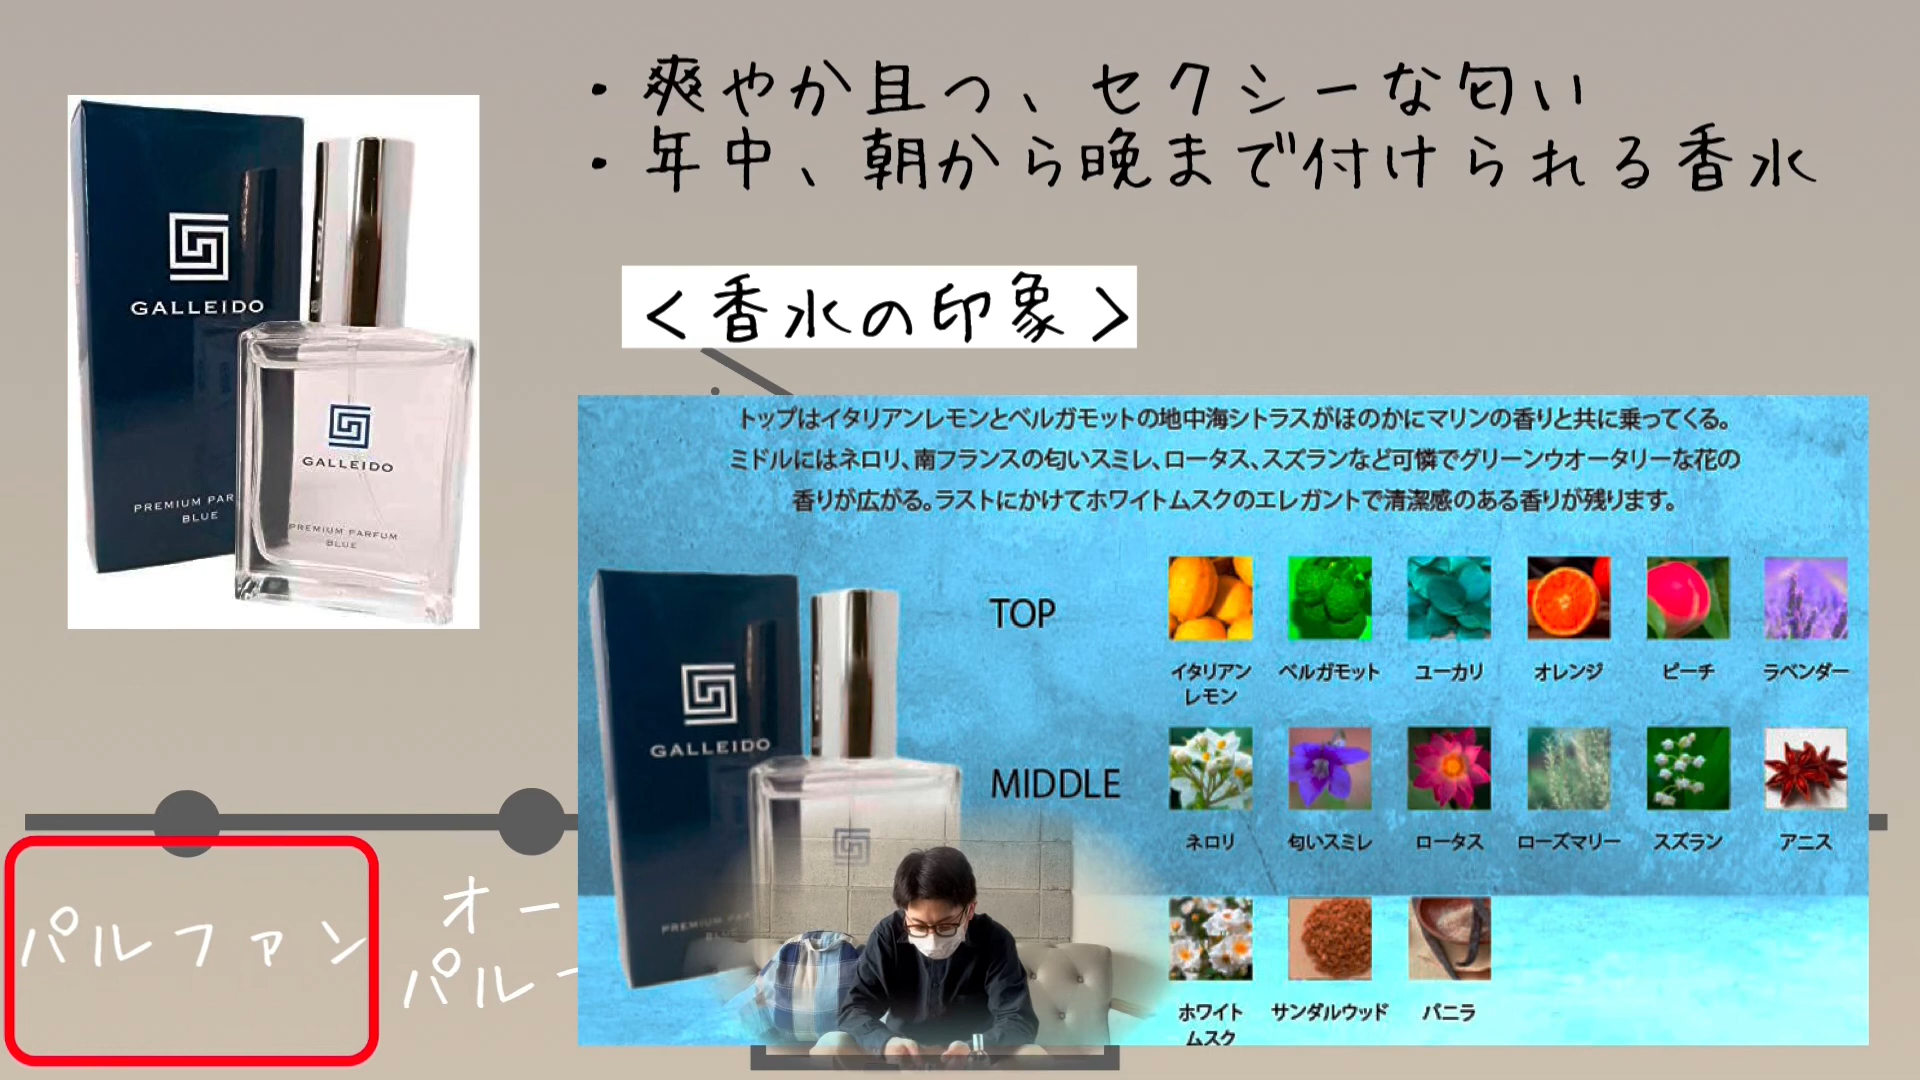 ・爽やか且つ、セクシーな匂い
・年中、朝から晩まで付けられる香水
GALLEIDO
PREMIUM PAR
BLUE
GALLEIDO
PREMIUM PARFUM
BLUE
＜香水の印象＞
トップはイタリアンレモンとベルガモットの地中海シトラスがほのかにマリンの香りと共に乗ってくる。
ミドルにはネロリ、南フランスの匂いスミレ、ロータス、スズランなど可憐でグリーンウオータリーな花の
香りが広がる。ラストにかけてホワイトムスクのエレガントで清潔感のある香りが残ります。
GALLEIDO
TOP
イタリアン
レモン
ベルガモット
ユーカリ
オレンジ
ピーチ
ラベンダー
MIDDLE
ネロリ
匂いスミレ
ロータス
ローズマリー
スズラン
アニス
ホワイト
ムスク
サンダルウッド
バニラ
パルファン
オー
パルー